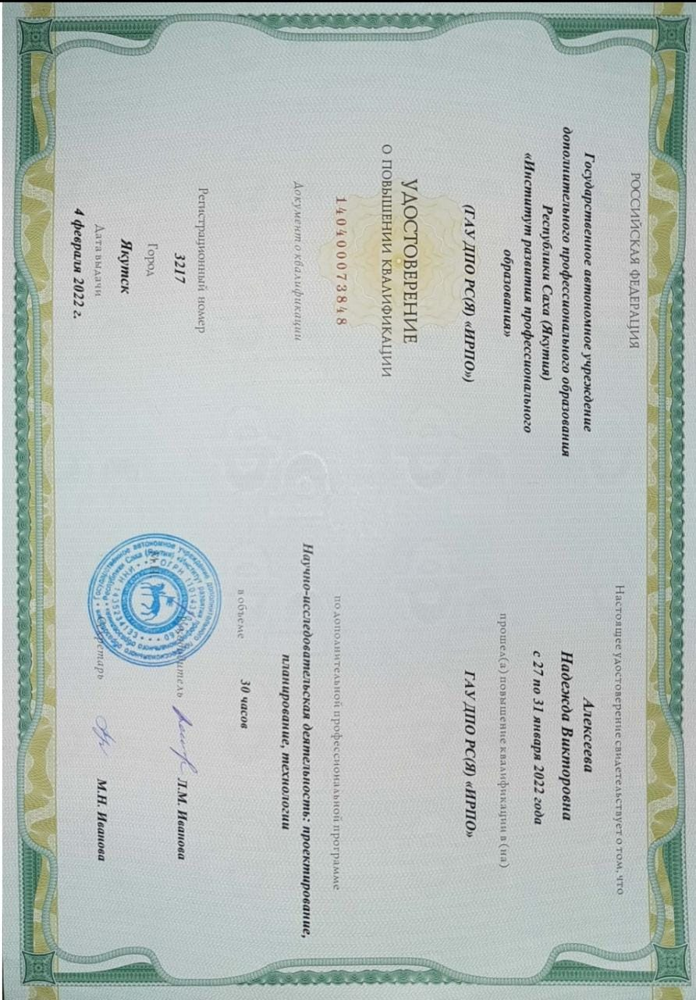 РОССИЙСКАЯ ФЕДЕРАЦИЯ
Государственное автономное учреждение
дополнительного профессионального образования
Республики Саха (Якутия)
«Институт развития профессионального
образования»
(ГАУ ДПО РС(Я) «ИРПО»)
УДОСТОВЕРЕНИЕ
О ПОВЫШЕНИИ КВАЛИФИКАЦИИ
140400073848
Документ о квалификации
Регистрационный номер
3217
Город
Якутск
Дата выдачи
4 февраля 2022 г.
Настоящее удостоверение свидетельствует о том, что
Алексеева
Надежда Викторовна
с 27 по 31 января 2022 года
прошел(а) повышение квалификации в (на)
ГАУ ДПО РС(Я) «ИРПО»
по дополнительной профессиональной программе
Научно-исследовательская деятельность: проектирование,
планирование, технологии
в объеме 30 часов
Руководитель Л.М. Иванова
Секретарь М.Н. Иванова